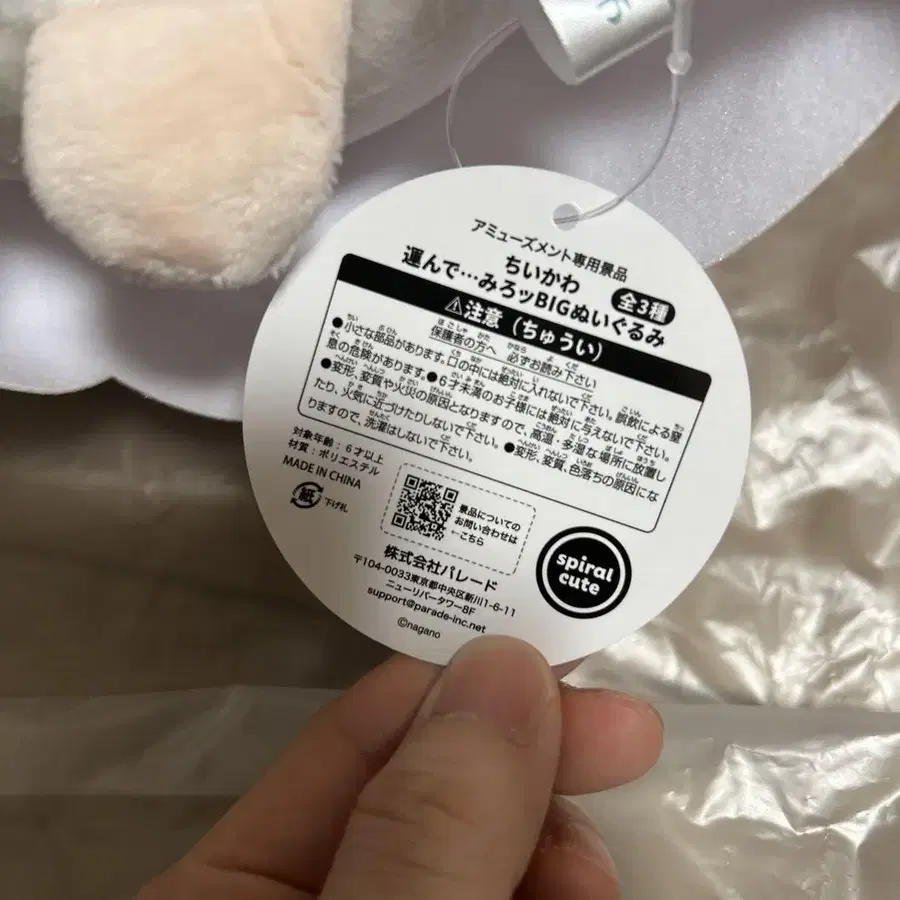 アミューズメント専用景品
ちいかわ
運んで…みろッBIGぬいぐるみ
全3種
⚠注意（ちゅうい）
保護者の方へ 必ずお読み下さい
●小さな部品があります。口の中には絶対に入れないで下さい。誤飲による窒
息の危険があります。●6才未満のお子様には絶対に与えないで下さい。
●変形、変質や火災の原因となりますので、高温・多湿な場所に放置し
たり、火気に近づけたりしないで下さい。●変形、変質、色落ちの原因にな
りますので、洗濯はしないで下さい。
対象年齢：6才以上
材質：ポリエステル
MADE IN CHINA
紙
下げ札
景品についての
お問い合わせは
←こちら
spiral
cute
株式会社パレード
〒104-0033東京都中央区新川1-6-11
ニューリバータワー8F
support@parade-inc.net
©nagano